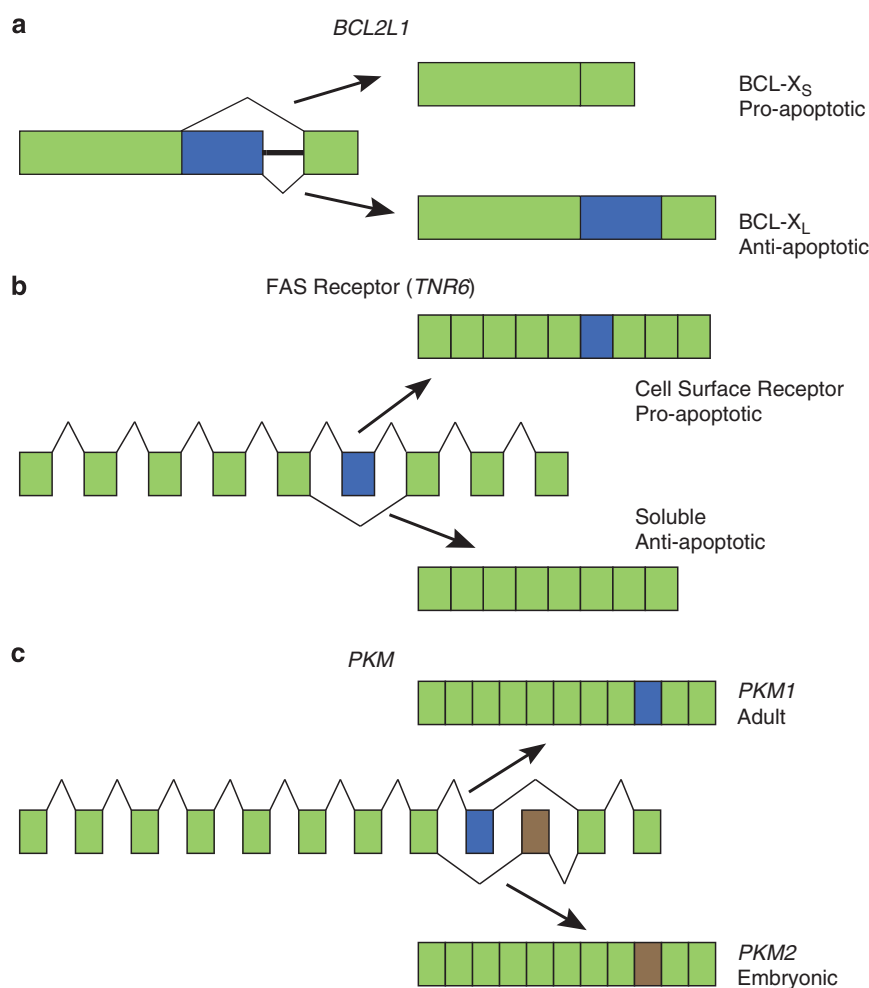 a
BCL2L1
BCL-XS
Pro-apoptotic
BCL-XL
Anti-apoptotic
b
FAS Receptor (TNR6)
Cell Surface Receptor
Pro-apoptotic
Soluble
Anti-apoptotic
c
PKM
PKM1
Adult
PKM2
Embryonic